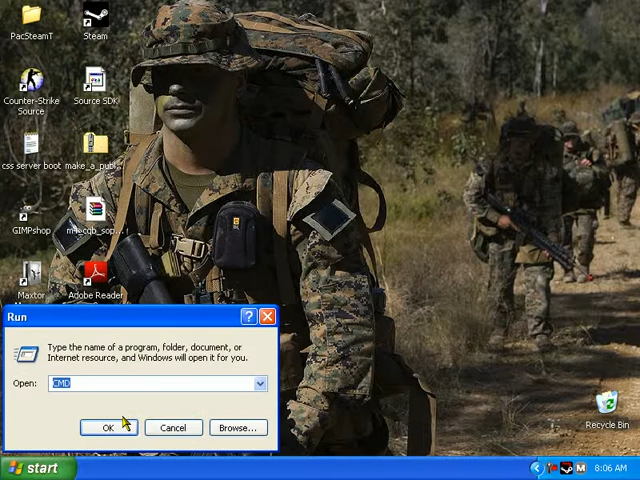 PacSteamT
Steam
Counter-Strike
Source
Source SDK
css server boot
make_a_publ
GIMPshop
Maxtor
Adobe Reader
Run
Type the name of a program, folder, document, or
Internet resource, and Windows will open it for you.
Open:
CMD
OK
Cancel
Browse...
Recycle Bin
start
M
8:06 AM